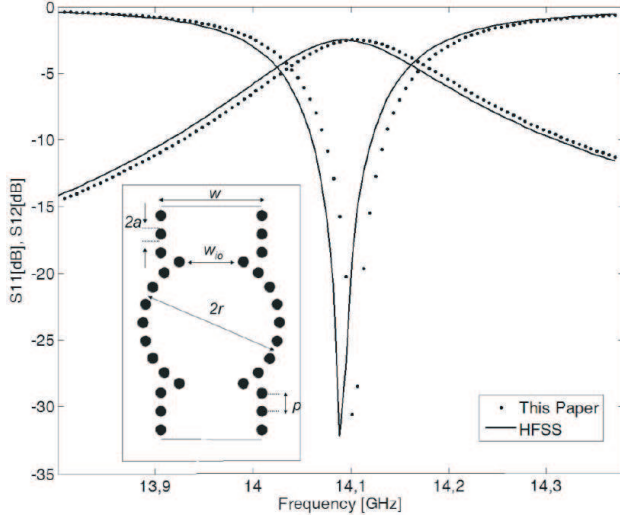 0
-5
-10
-15
-20
-25
-30
-35
S11[dB], S12[dB]
w
2a
w_io
2r
p
This Paper
HFSS
13,9
14
14,1
14,2
14,3
Frequency [GHz]